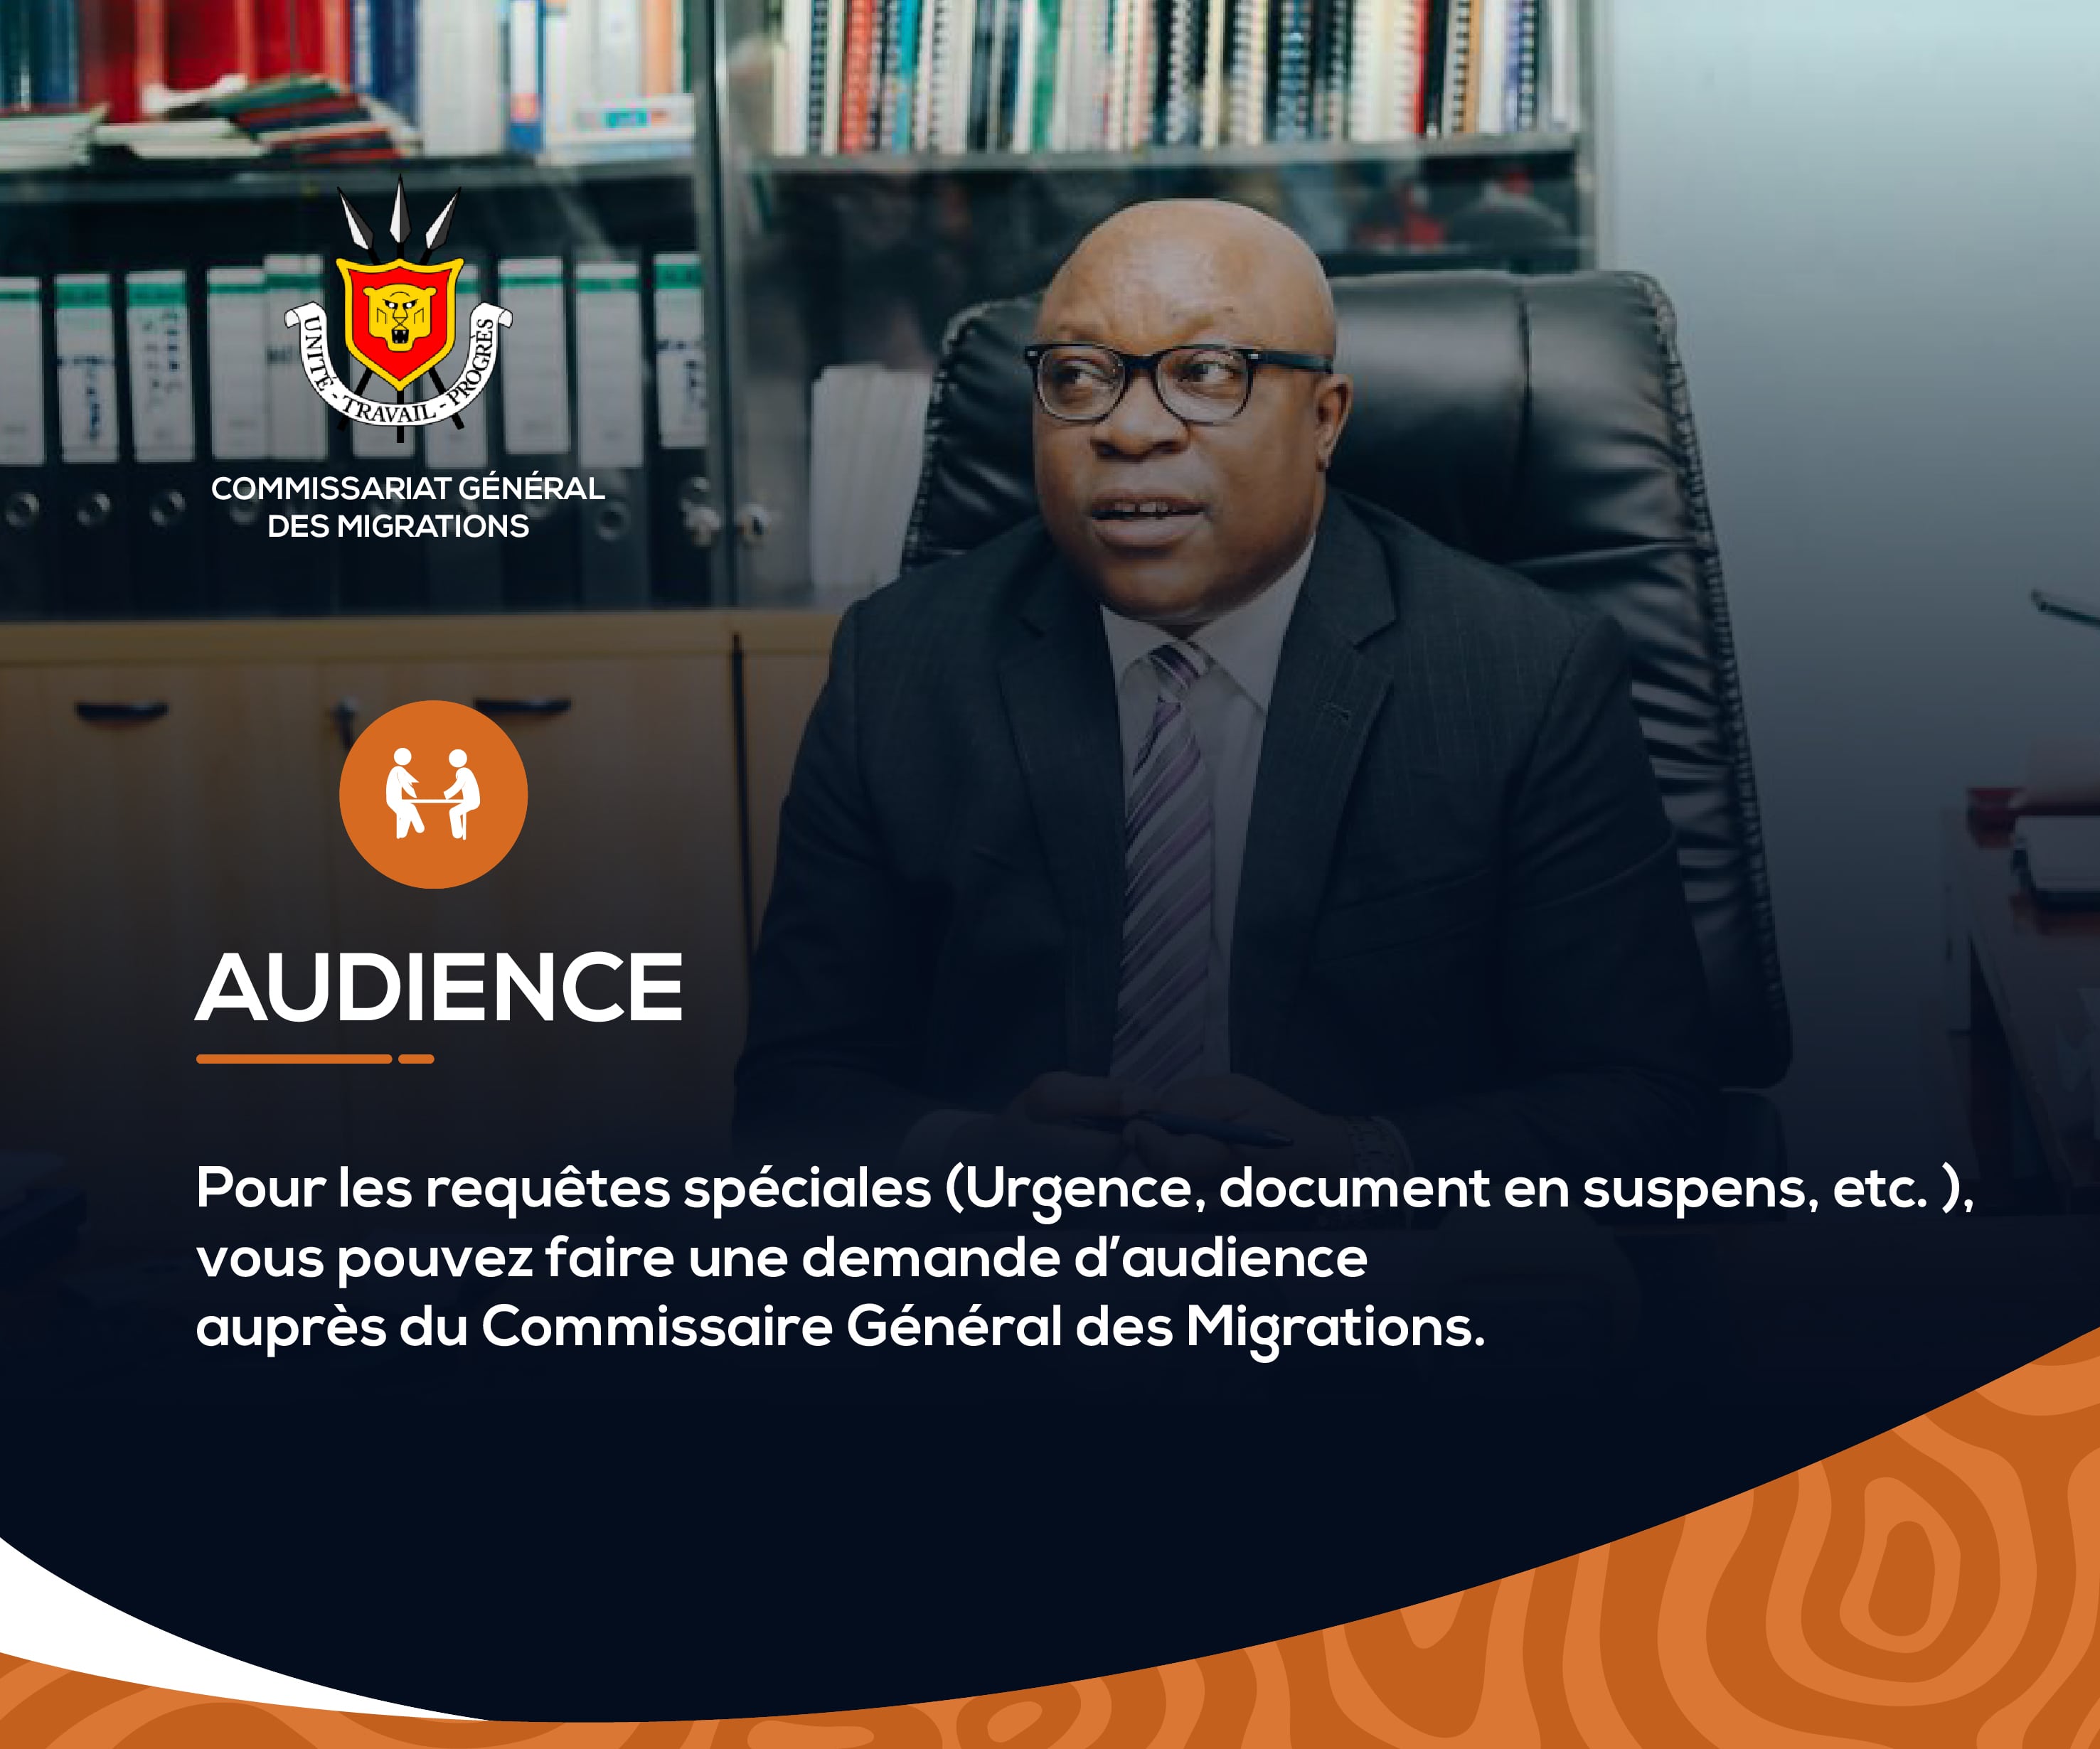 UNITÉ - TRAVAIL - PROGRÈS
COMMISSARIAT GÉNÉRAL
DES MIGRATIONS
AUDIENCE
Pour les requêtes spéciales (Urgence, document en suspens, etc. ),
vous pouvez faire une demande d’audience
auprès du Commissaire Général des Migrations.